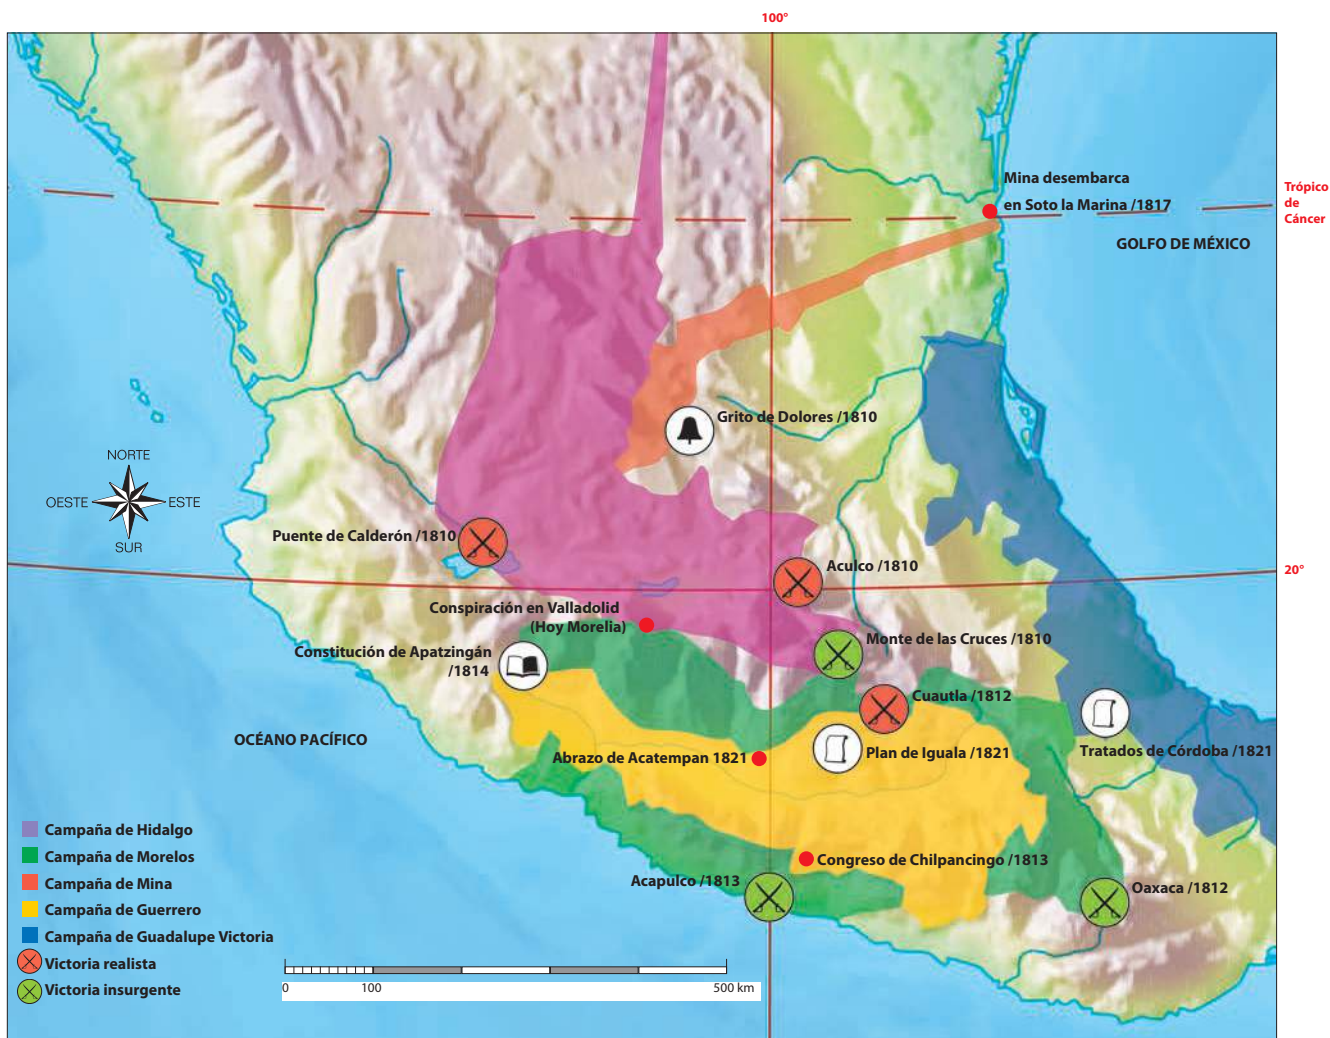 100°
Mina desembarca
en Soto la Marina /1817
Trópico
de
Cáncer
GOLFO DE MÉXICO
Grito de Dolores /1810
NORTE
OESTE
ESTE
SUR
Puente de Calderón /1810
Aculco /1810
20°
Conspiración en Valladolid
(Hoy Morelia)
Monte de las Cruces /1810
Constitución de Apatzingán
/1814
Cuautla /1812
OCÉANO PACÍFICO
Abrazo de Acatempan 1821
Plan de Iguala /1821
Tratados de Córdoba /1821
Campaña de Hidalgo
Campaña de Morelos
Campaña de Mina
Campaña de Guerrero
Campaña de Guadalupe Victoria
Victoria realista
Victoria insurgente
Congreso de Chilpancingo /1813
Acapulco /1813
Oaxaca /1812
0
100
500 km